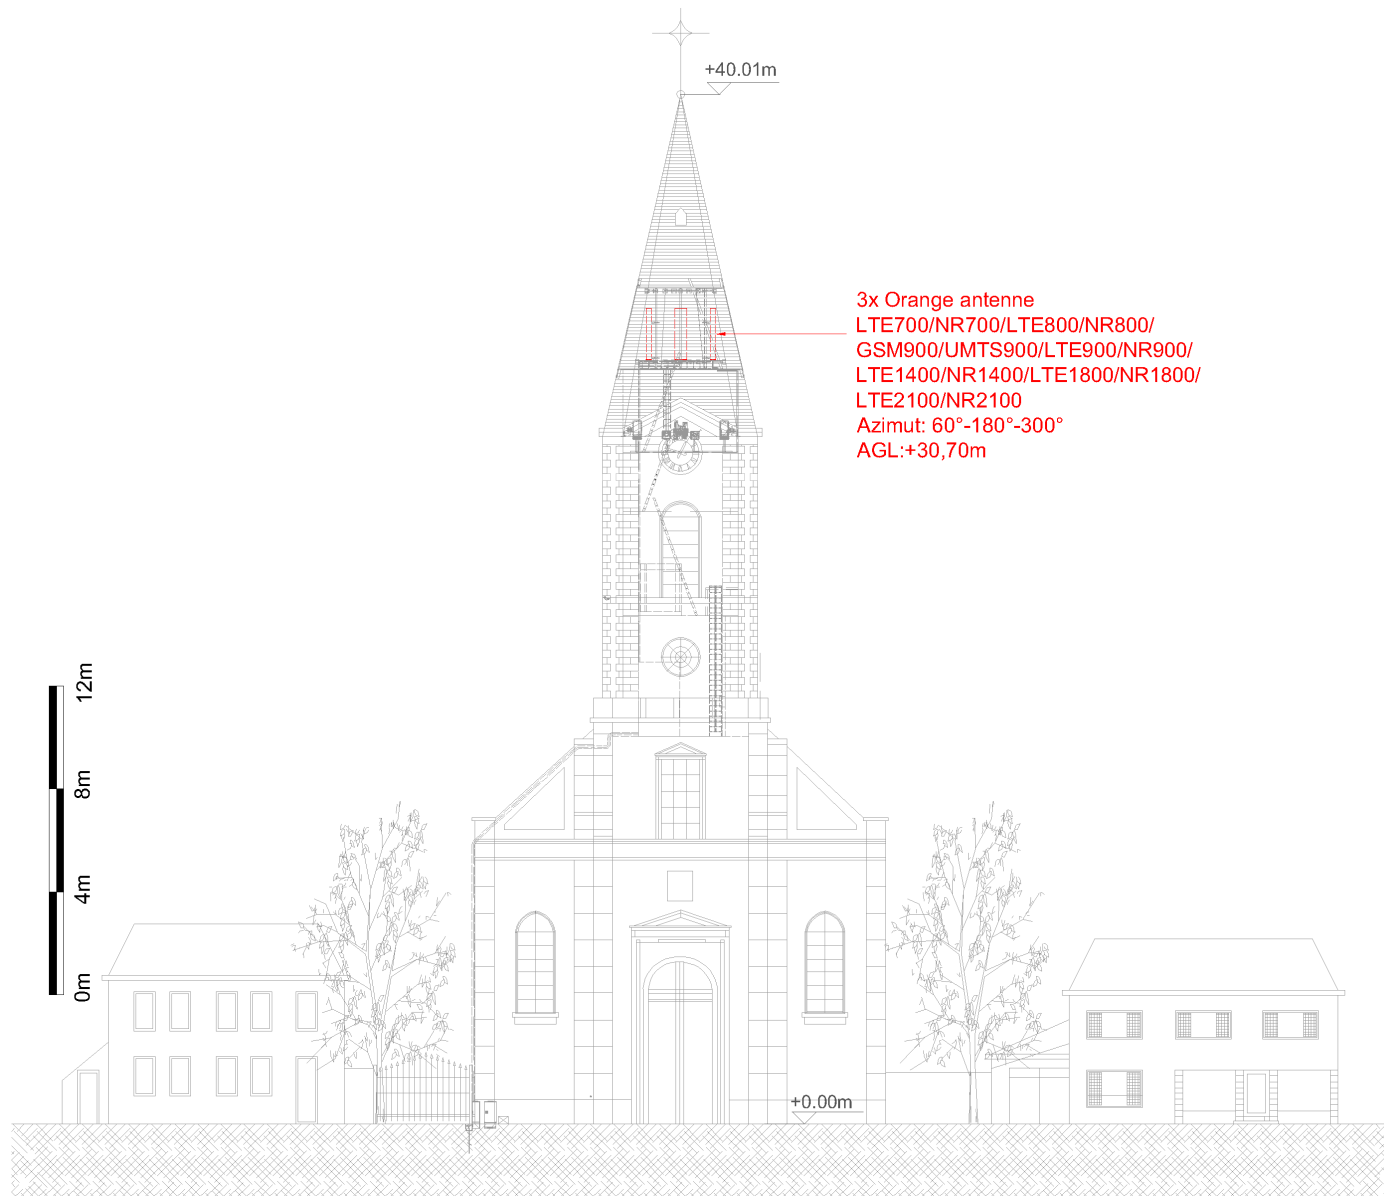 +40.01m
3x Orange antenne
LTE700/NR700/LTE800/NR800/
GSM900/UMTS900/LTE900/NR900/
LTE1400/NR1400/LTE1800/NR1800/
LTE2100/NR2100
Azimut: 60°-180°-300°
AGL:+30,70m
12m
8m
4m
0m
+0.00m